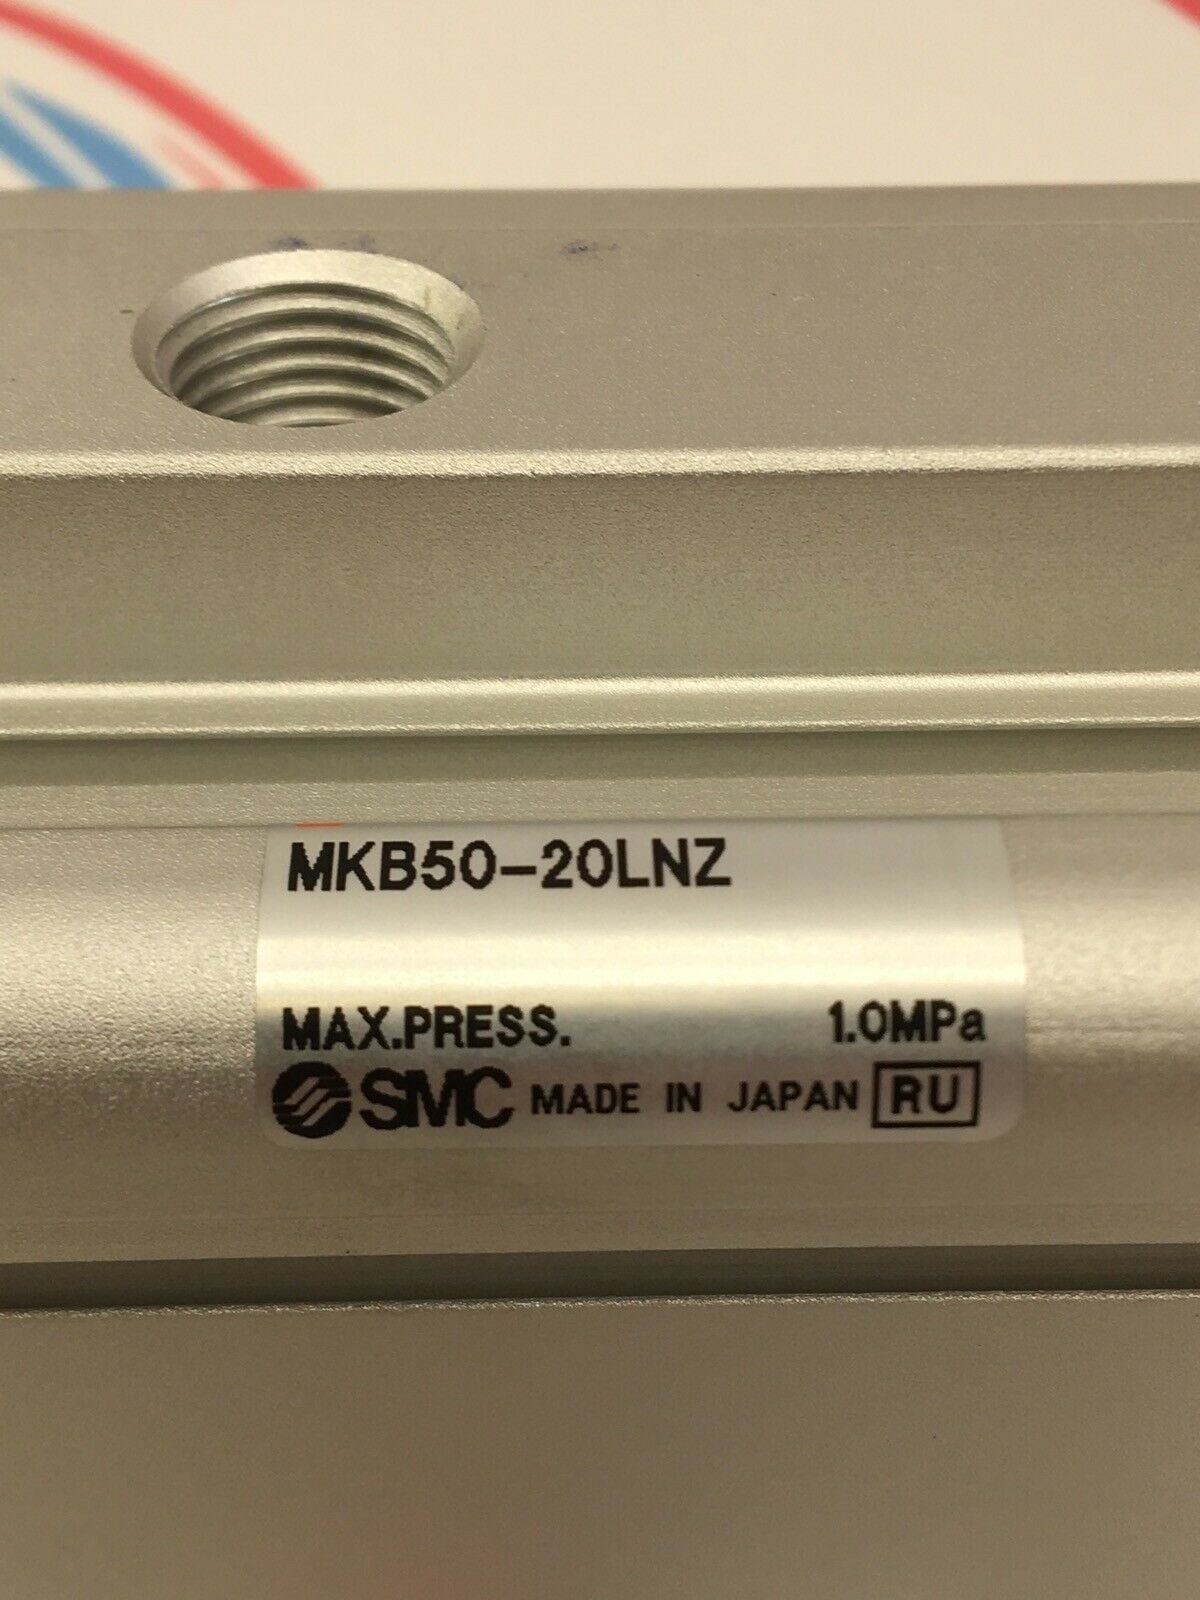 MKB50-20LNZ
MAX.PRESS. 1.0MPa
SMC MADE IN JAPAN RU